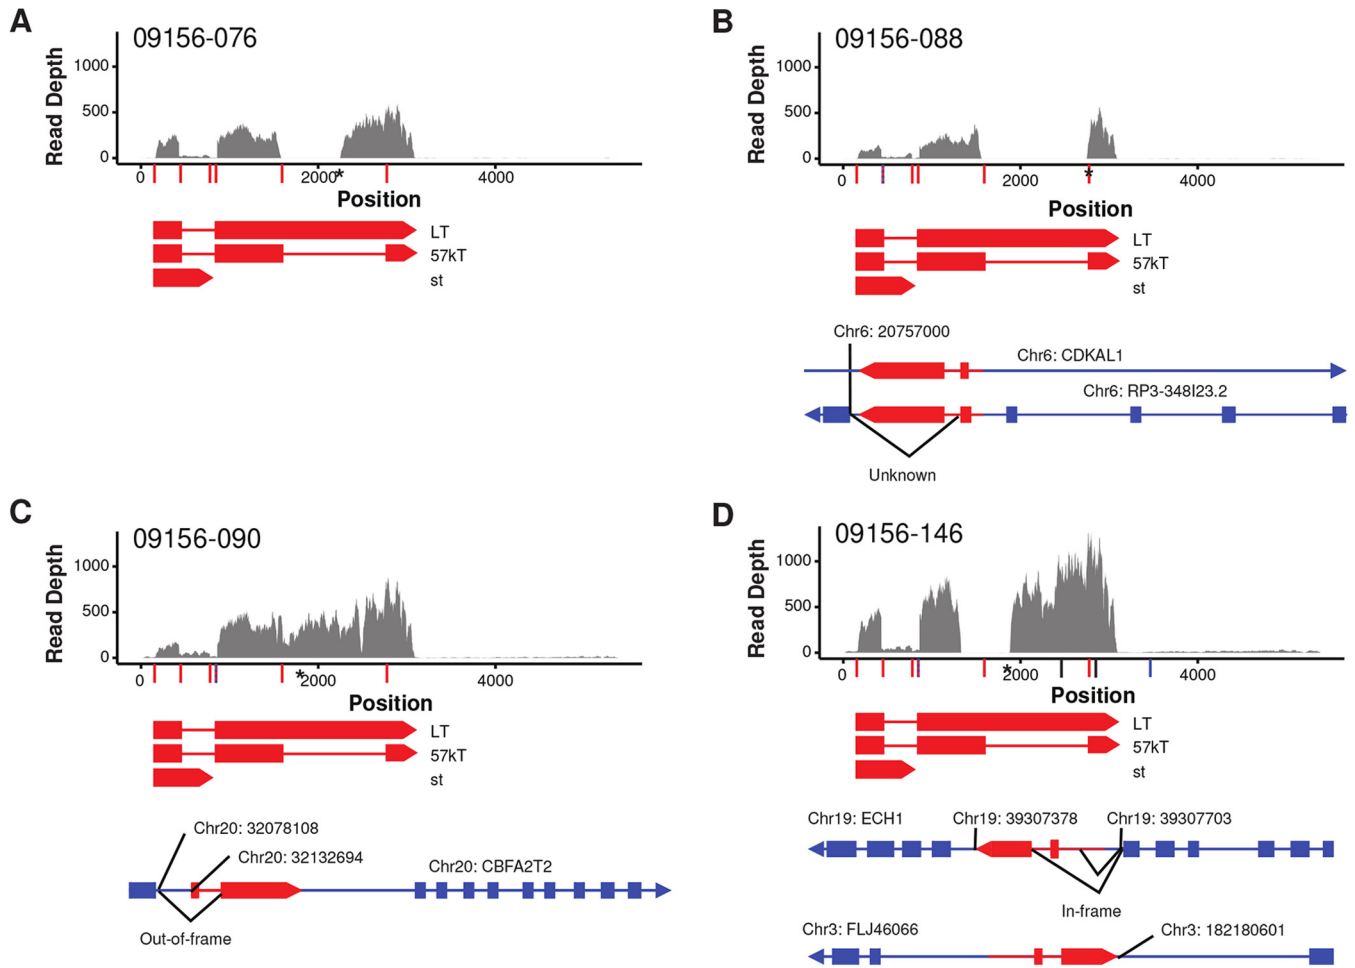 A
09156-076
Read Depth
1000
500
0
0
2000
*
4000
Position
LT
57kT
st
B
09156-088
Read Depth
1000
500
0
0
2000
*
4000
Position
LT
57kT
st
Chr6: 20757000
Chr6: CDKAL1
Chr6: RP3-348I23.2
Unknown
C
09156-090
Read Depth
1000
500
0
0
*
2000
4000
Position
LT
57kT
st
Chr20: 32078108
Chr20: 32132694
Chr20: CBFA2T2
Out-of-frame
D
09156-146
Read Depth
1000
500
0
0
*
2000
4000
Position
LT
57kT
st
Chr19: ECH1
Chr19: 39307378
Chr19: 39307703
In-frame
Chr3: FLJ46066
Chr3: 182180601